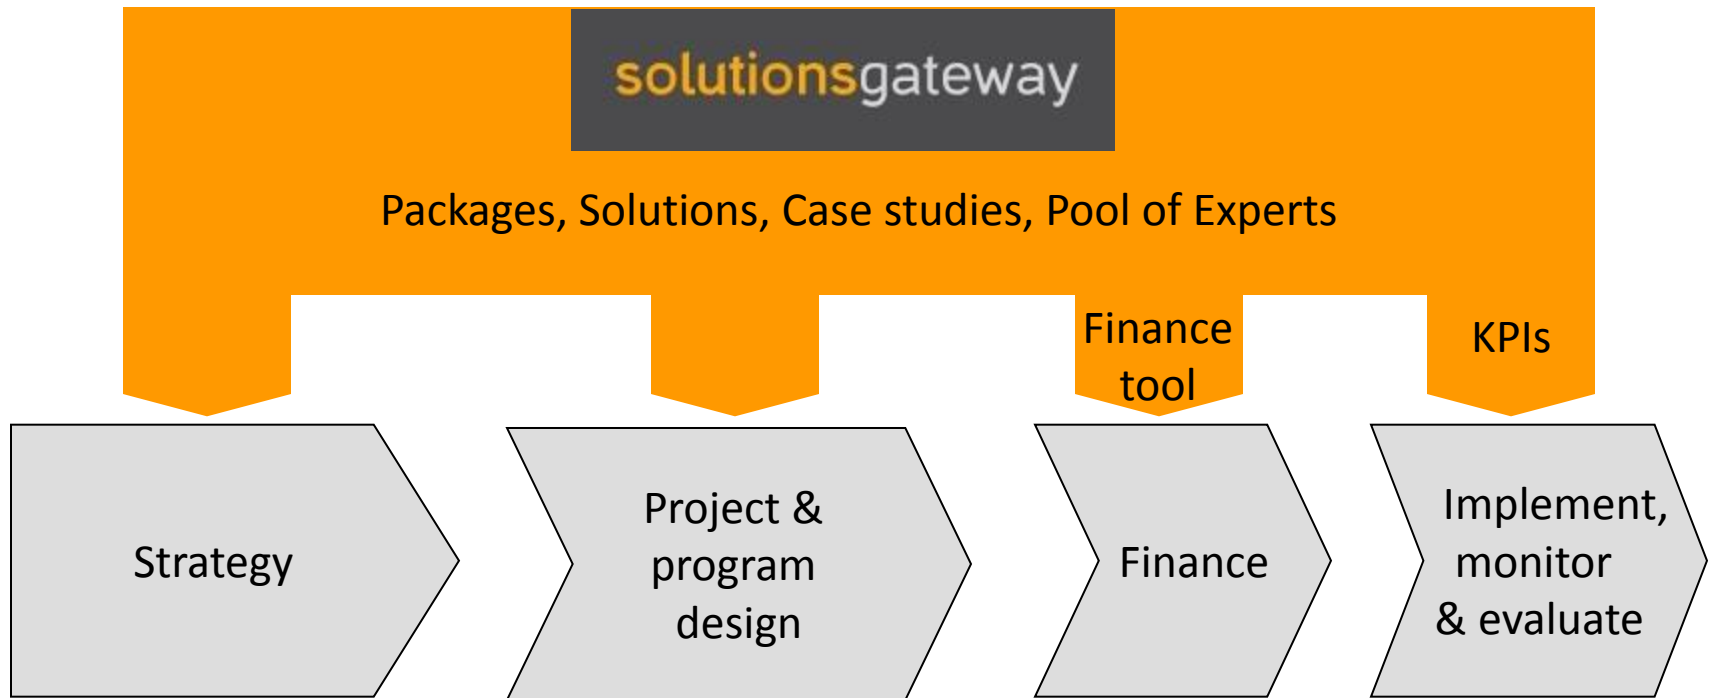 solutionsgateway
Packages, Solutions, Case studies, Pool of Experts
Finance
tool
KPIs
Strategy
Project &
program
design
Finance
Implement,
monitor
& evaluate